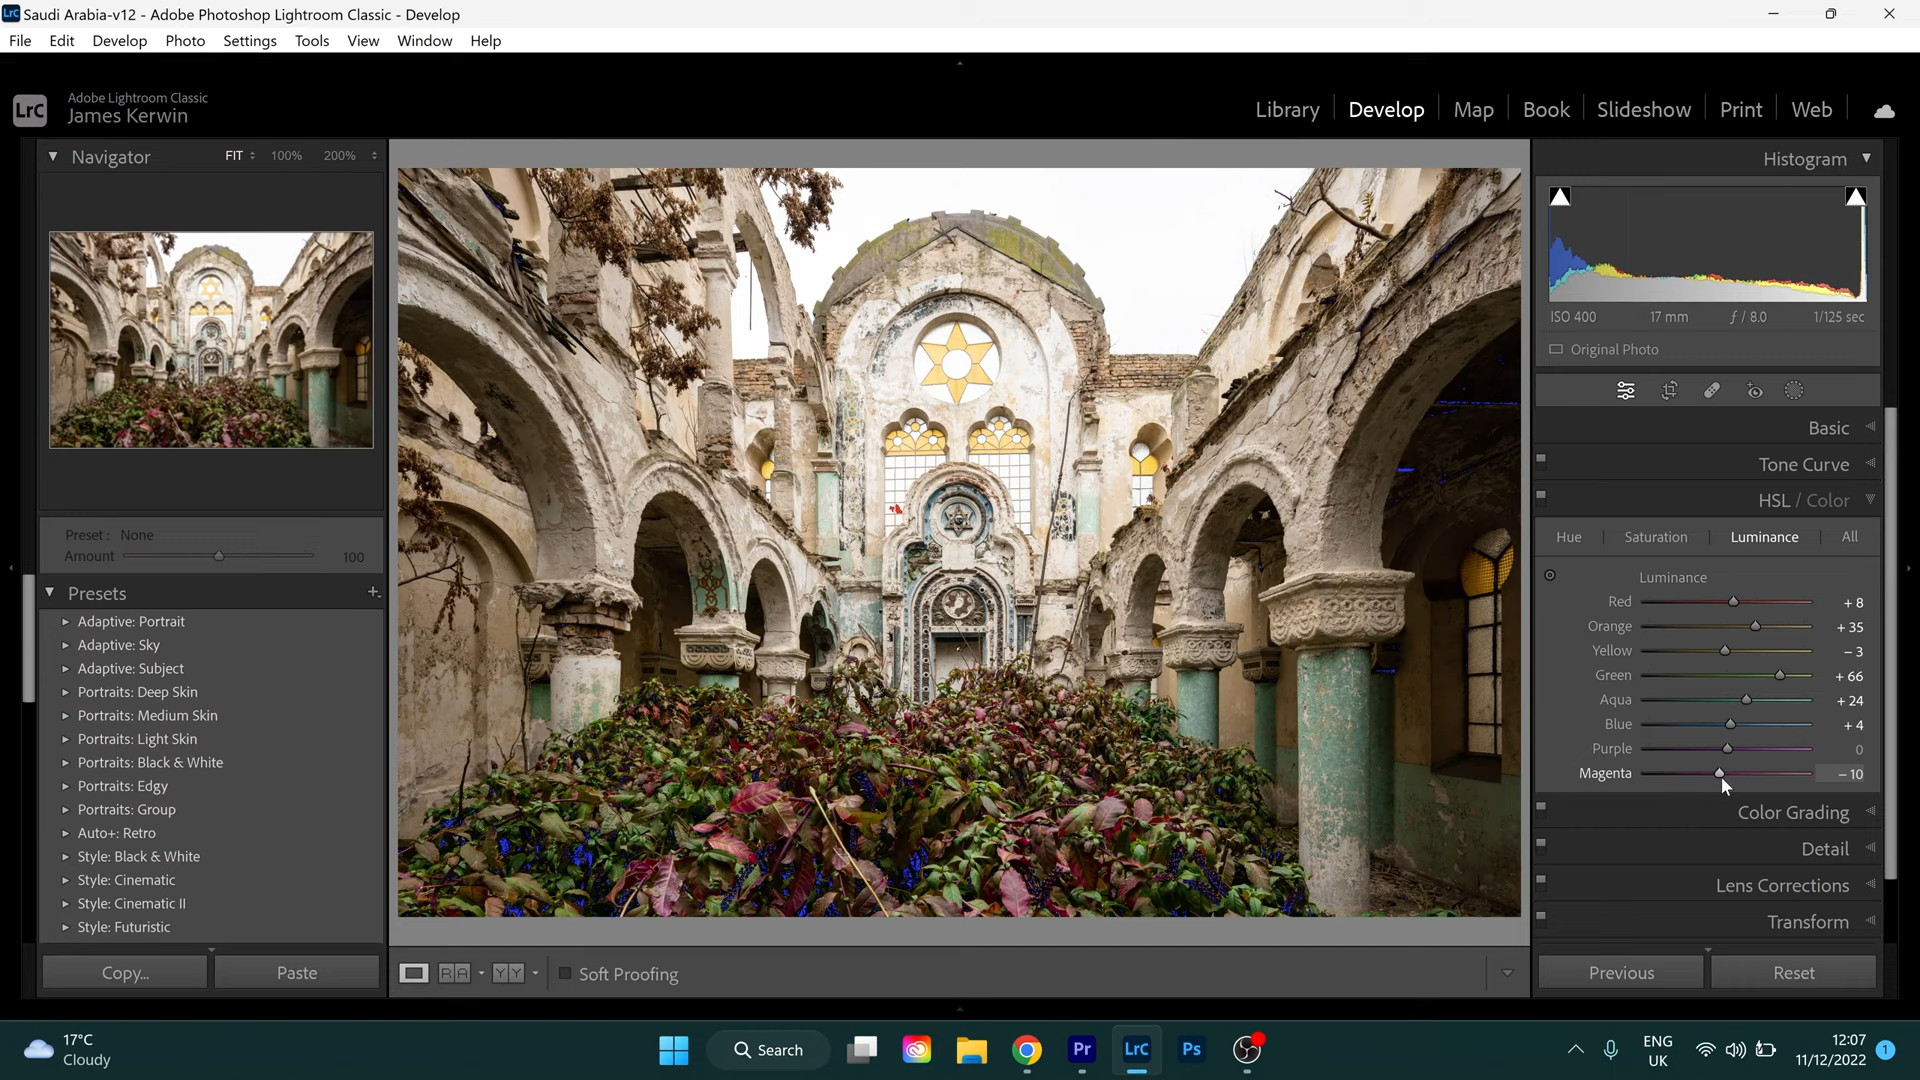 Saudi Arabia-v12 - Adobe Photoshop Lightroom Classic - Develop
File Edit Develop Photo Settings Tools View Window Help
LrC Adobe Lightroom Classic
James Kerwin
Library Develop Map Book Slideshow Print Web
Navigator FIT 100% 200%
Preset : None
Amount 100
Presets
Adaptive: Portrait
Adaptive: Sky
Adaptive: Subject
Portraits: Deep Skin
Portraits: Medium Skin
Portraits: Light Skin
Portraits: Black & White
Portraits: Edgy
Portraits: Group
Auto+: Retro
Style: Black & White
Style: Cinematic
Style: Cinematic II
Style: Futuristic
Copy... Paste
R A Y Y Soft Proofing
Histogram
ISO 400 17 mm ƒ / 8.0 1/125 sec
Original Photo
Basic
Tone Curve
HSL / Color
Hue Saturation Luminance All
Luminance
Red + 8
Orange + 35
Yellow – 3
Green + 66
Aqua + 24
Blue + 4
Purple 0
Magenta – 10
Color Grading
Detail
Lens Corrections
Transform
Previous Reset
17°C
Cloudy
Search
Pr LrC Ps
ENG
UK
12:07
11/12/2022
1